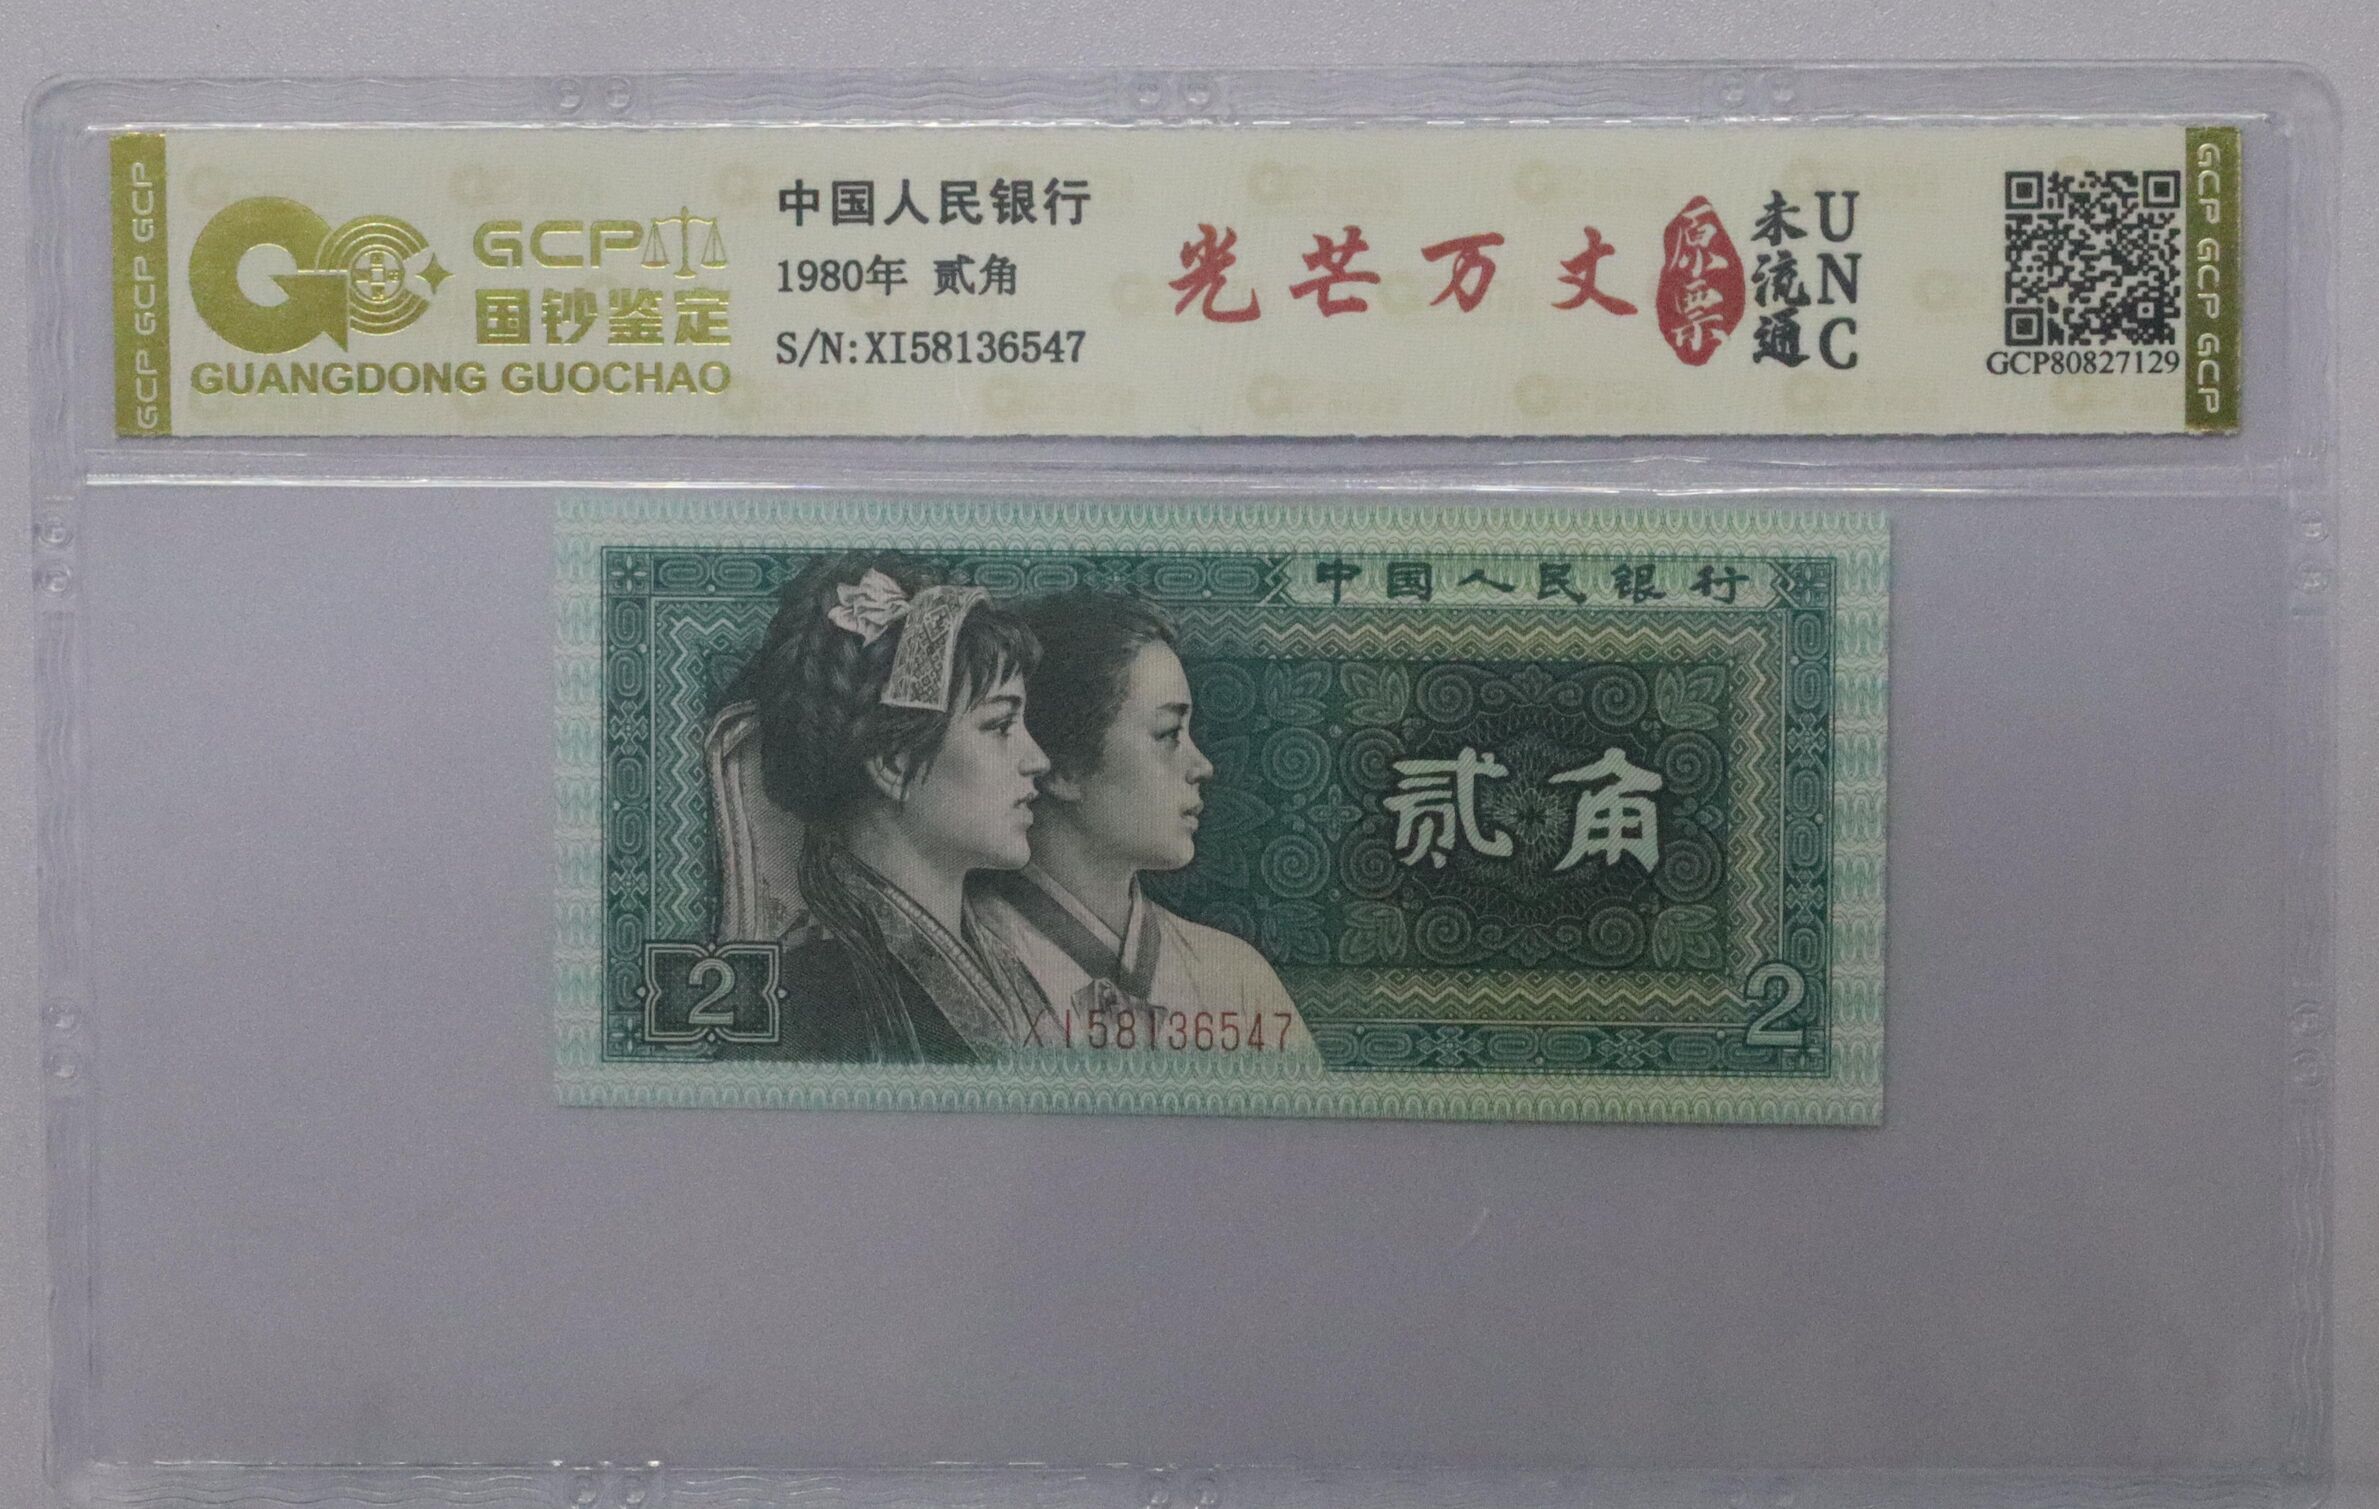 GCP GCP GCP
GCP
国钞鉴定
GUANGDONG GUOCHAO
中国人民银行
1980年 贰角
S/N:XI58136547
光芒万丈
原票
未流通
UNC
GCP80827129
GCP GCP GCP
中国人民银行
贰角
2
2
XI58136547